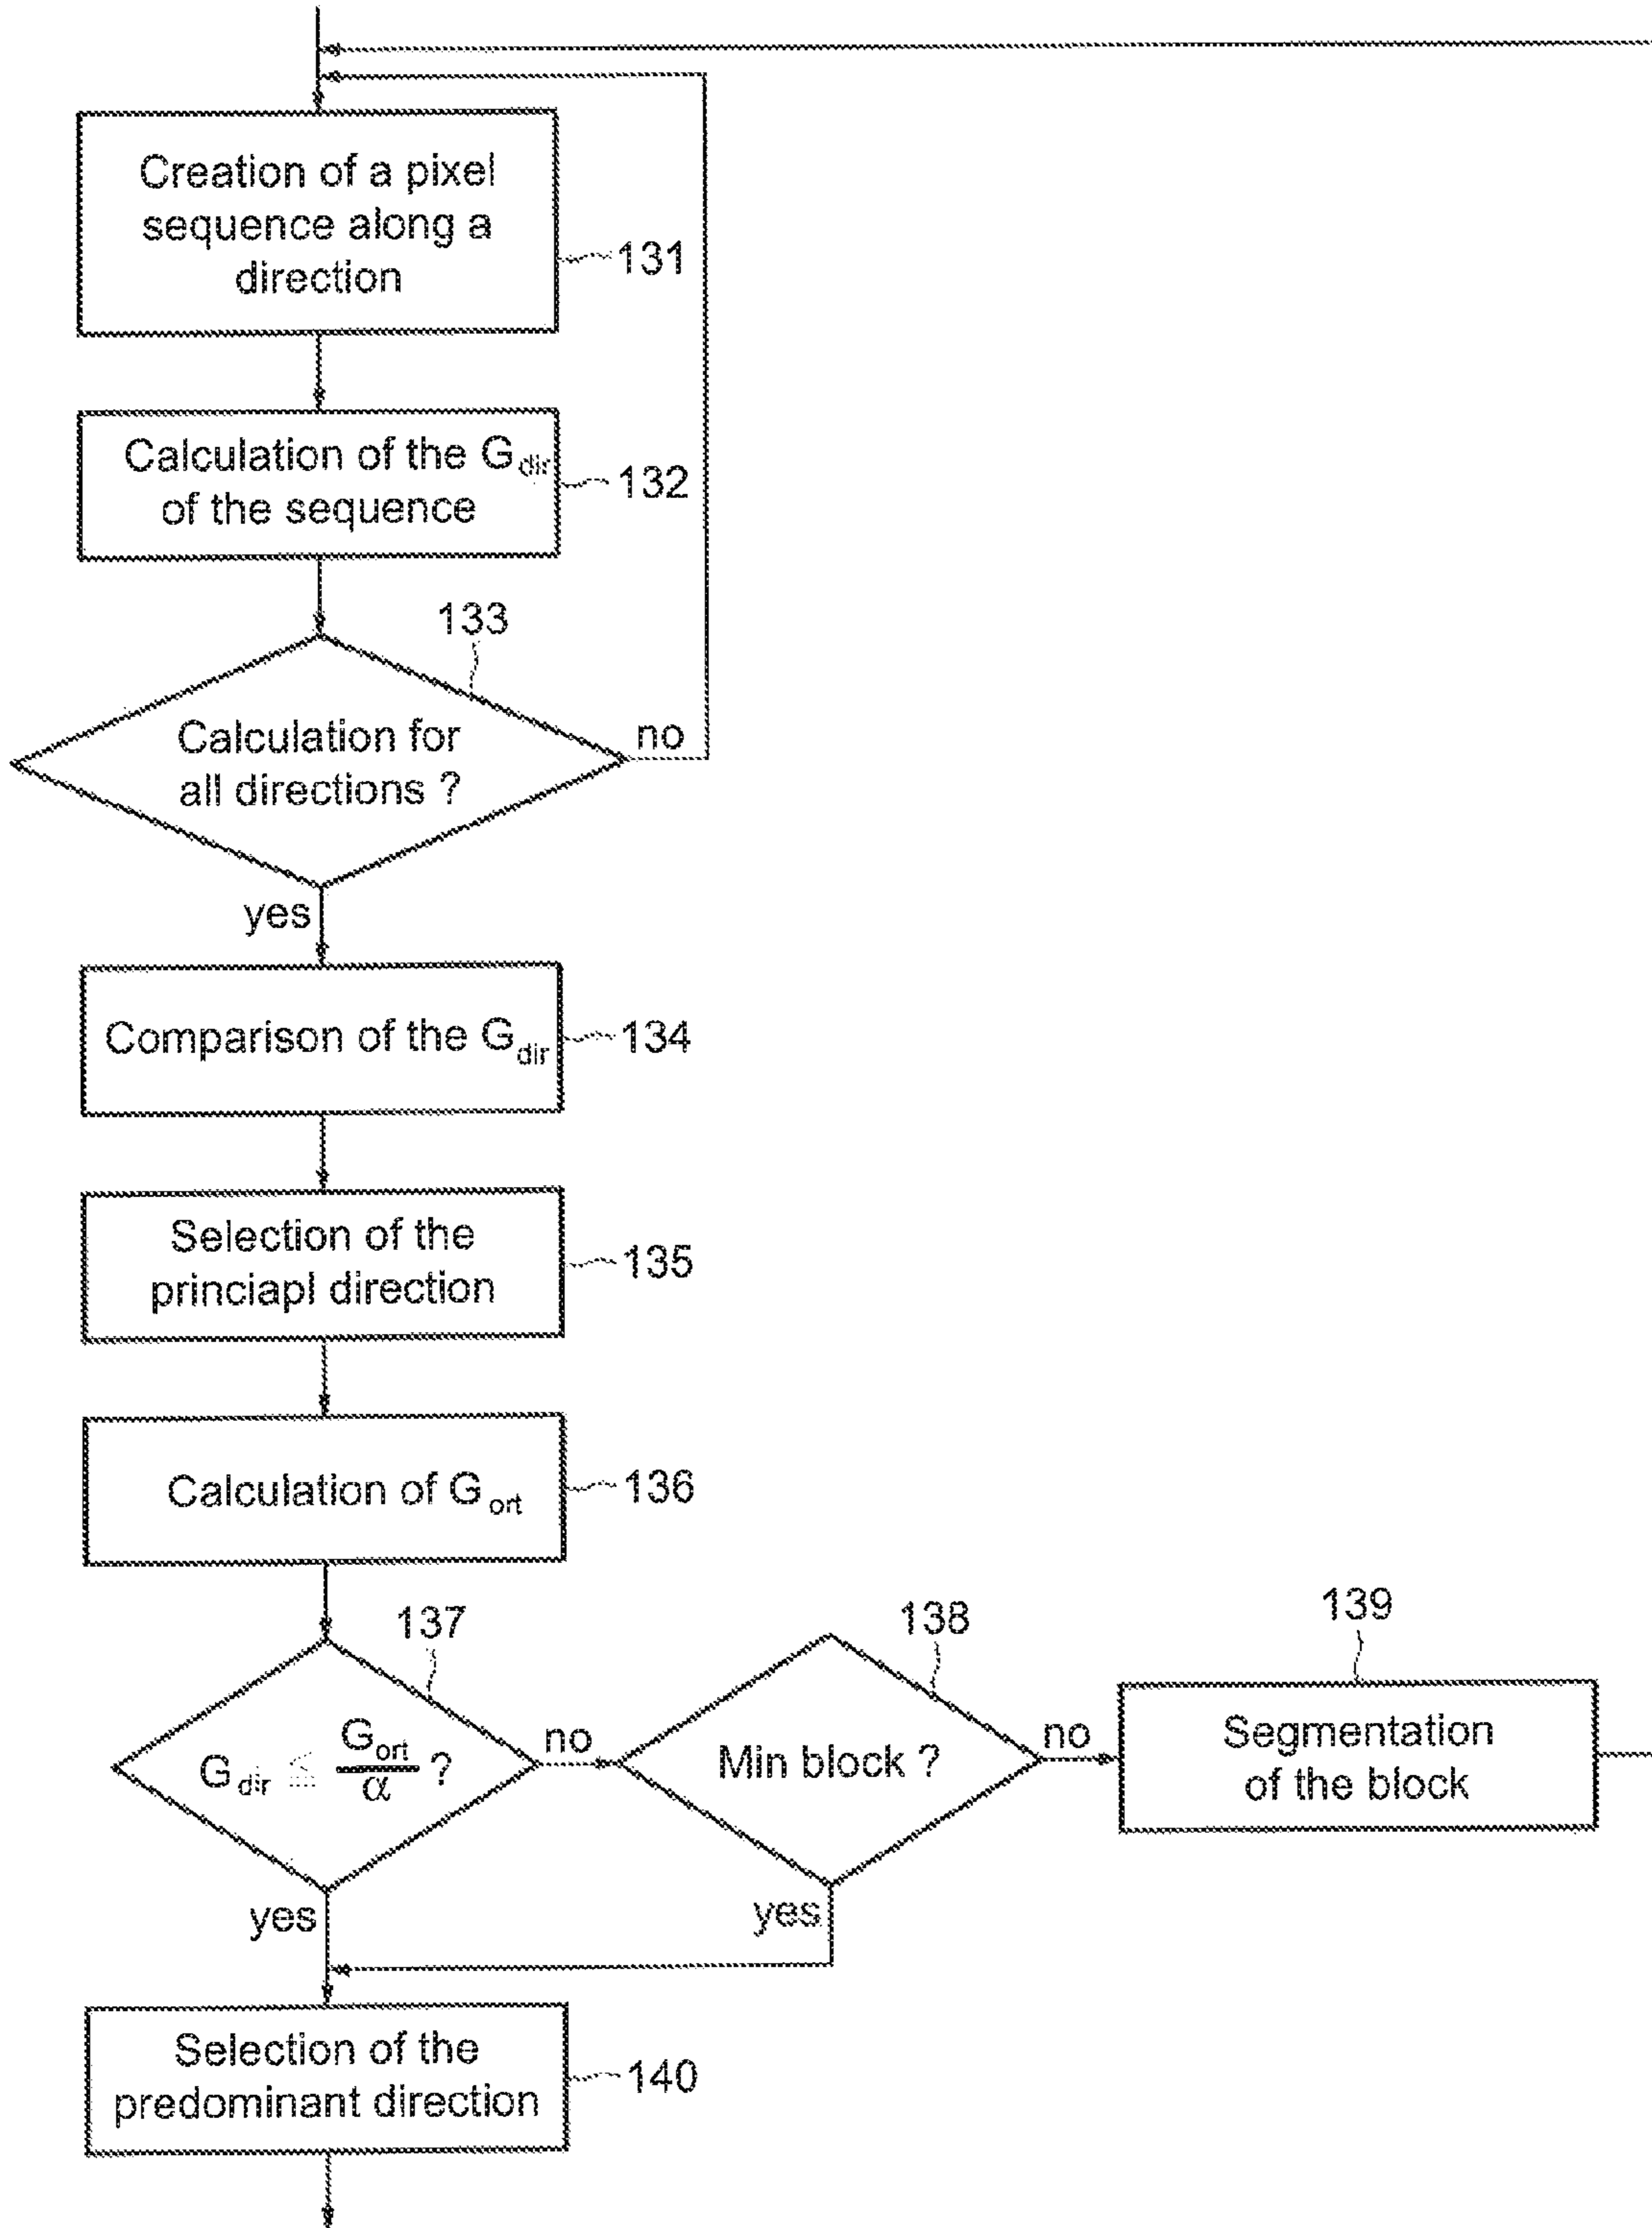 Creation of a pixel
sequence along a
direction
131
Calculation of the G dir
of the sequence
132
133
Calculation for
all directions ?
no
yes
Comparison of the G dir
134
Selection of the
princiapl direction
135
Calculation of G ort
136
137
G dir ≦ G ort / α ?
no
yes
138
Min block ?
no
yes
139
Segmentation
of the block
Selection of the
predominant direction
140